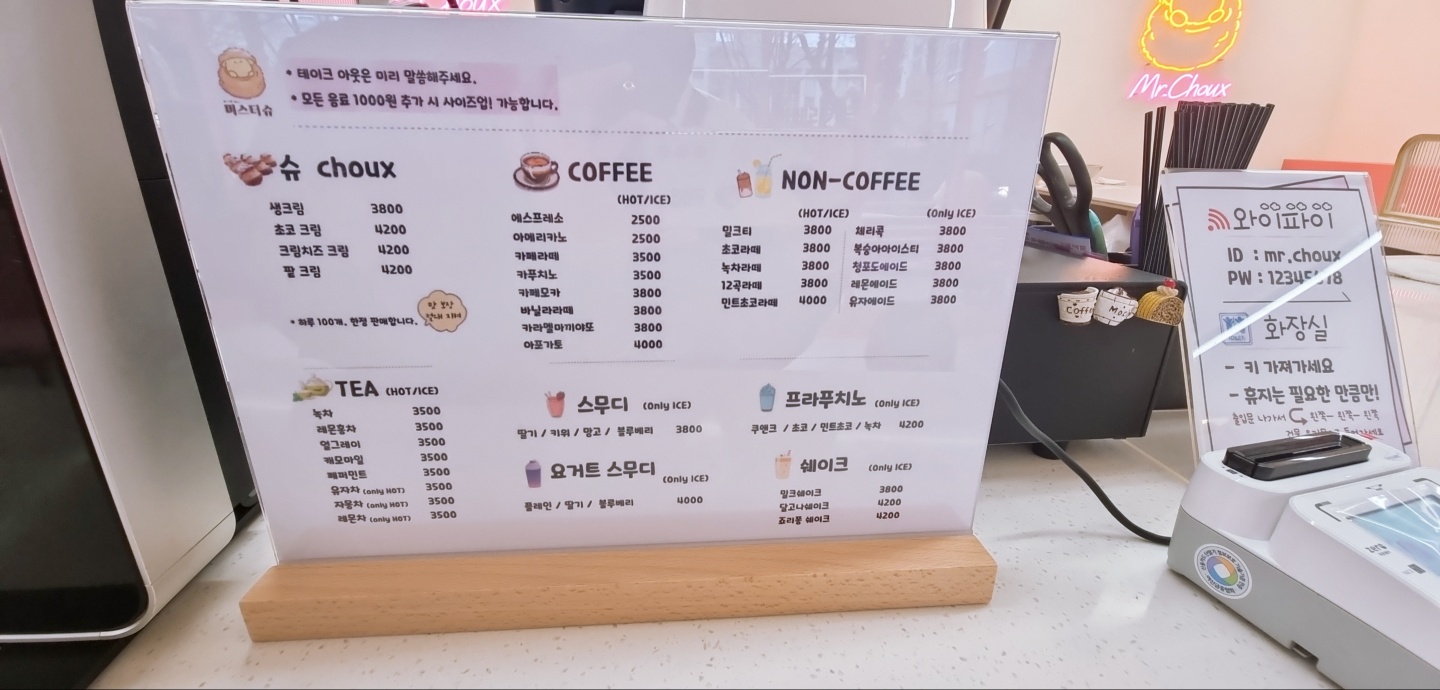 미스터슈
• 테이크 아웃은 미리 말씀해주세요.
• 모든 음료 1000원 추가 시 사이즈업! 가능합니다.
슈 choux
생크림 3800
초코 크림 4200
크림치즈 크림 4200
팥 크림 4200
• 하루 100개, 한정 판매합니다.
COFFEE
(HOT/ICE)
에스프레소 2500
아메리카노 2500
카페라떼 3500
카푸치노 3500
카페모카 3800
바닐라라떼 3800
카라멜마끼야또 3800
아포가토 4000
NON-COFFEE
(HOT/ICE)
밀크티 3800
초코라떼 3800
녹차라떼 3800
12곡라떼 3800
민트초코라떼 4000
(Only ICE)
체리콕 3800
복숭아아이스티 3800
청포도에이드 3800
레몬에이드 3800
유자에이드 3800
TEA (HOT/ICE)
녹차 3500
레몬홍차 3500
얼그레이 3500
캐모마일 3500
페퍼민트 3500
유자차 (only HOT) 3500
자몽차 (only HOT) 3500
레몬차 (only HOT) 3500
스무디 (Only ICE)
딸기 / 키위 / 망고 / 블루베리 3800
요거트 스무디 (Only ICE)
플레인 / 딸기 / 블루베리 4000
프라푸치노 (Only ICE)
쿠앤크 / 초코 / 민트초코 / 녹차 4200
쉐이크 (Only ICE)
밀크쉐이크 3800
달고나쉐이크 4200
죠리퐁 쉐이크 4200
Mr.Choux
와이파이
ID : mr.choux
PW :
화장실
- 키 가져가세요
- 휴지는 필요한 만큼만!
출입문 나가서 왼쪽- 왼쪽- 왼쪽